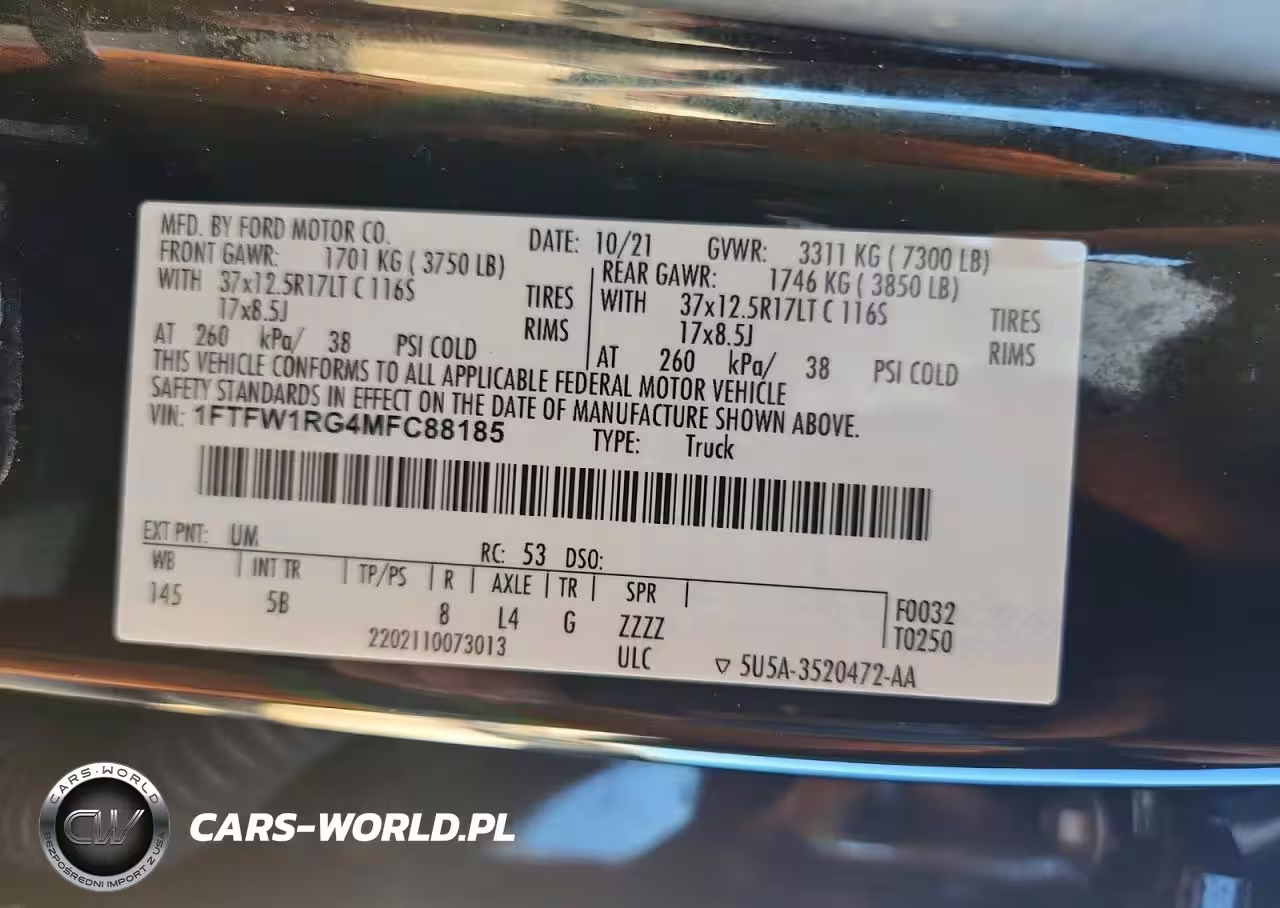 MFD. BY FORD MOTOR CO. DATE: 10/21 GVWR: 3311 KG ( 7300 LB)
FRONT GAWR: 1701 KG ( 3750 LB) REAR GAWR: 1746 KG ( 3850 LB)
WITH 37x12.5R17LT C 116S TIRES WITH 37x12.5R17LT C 116S TIRES
17x8.5J RIMS 17x8.5J RIMS
AT 260 kPa/ 38 PSI COLD AT 260 kPa/ 38 PSI COLD
THIS VEHICLE CONFORMS TO ALL APPLICABLE FEDERAL MOTOR VEHICLE
SAFETY STANDARDS IN EFFECT ON THE DATE OF MANUFACTURE SHOWN ABOVE.
VIN: 1FTFW1RG4MFC88185 TYPE: Truck
EXT PNT: UM RC: 53 DSO:
WB INT TR TP/PS R AXLE TR SPR F0032
145 5B 8 L4 G ZZZZ T0250
2202110073013 ULC ▽ 5U5A-3520472-AA
CARS-WORLD
CW
BEZPOŚREDNI IMPORT Z USA
CARS-WORLD.PL